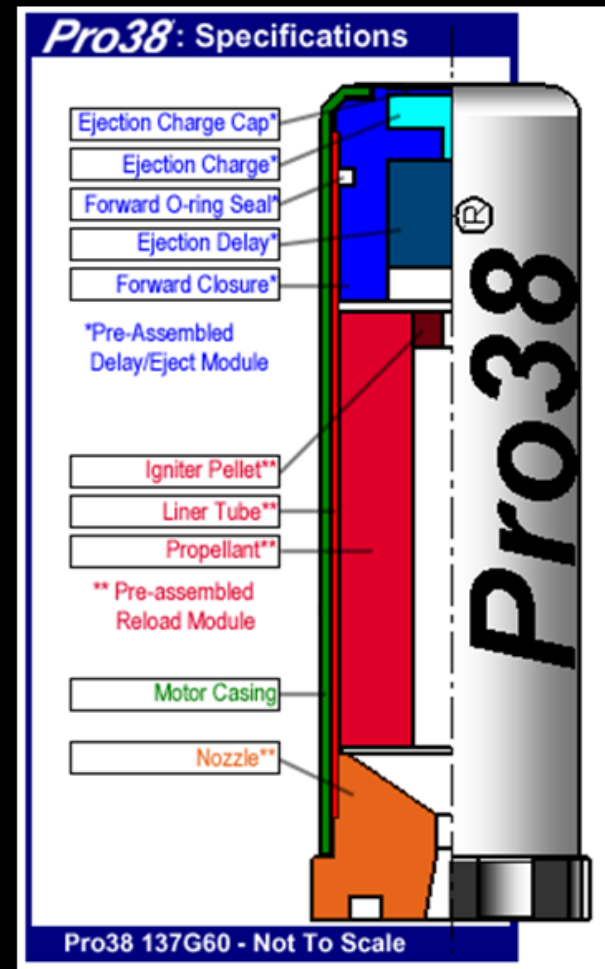 Pro38: Specifications
Ejection Charge Cap*
Ejection Charge*
Forward O-ring Seal*
Ejection Delay*
Forward Closure*
*Pre-Assembled
Delay/Eject Module
Igniter Pellet**
Liner Tube**
Propellant**
** Pre-assembled
Reload Module
Motor Casing
Nozzle**
Pro38®
Pro38 137G60 - Not To Scale